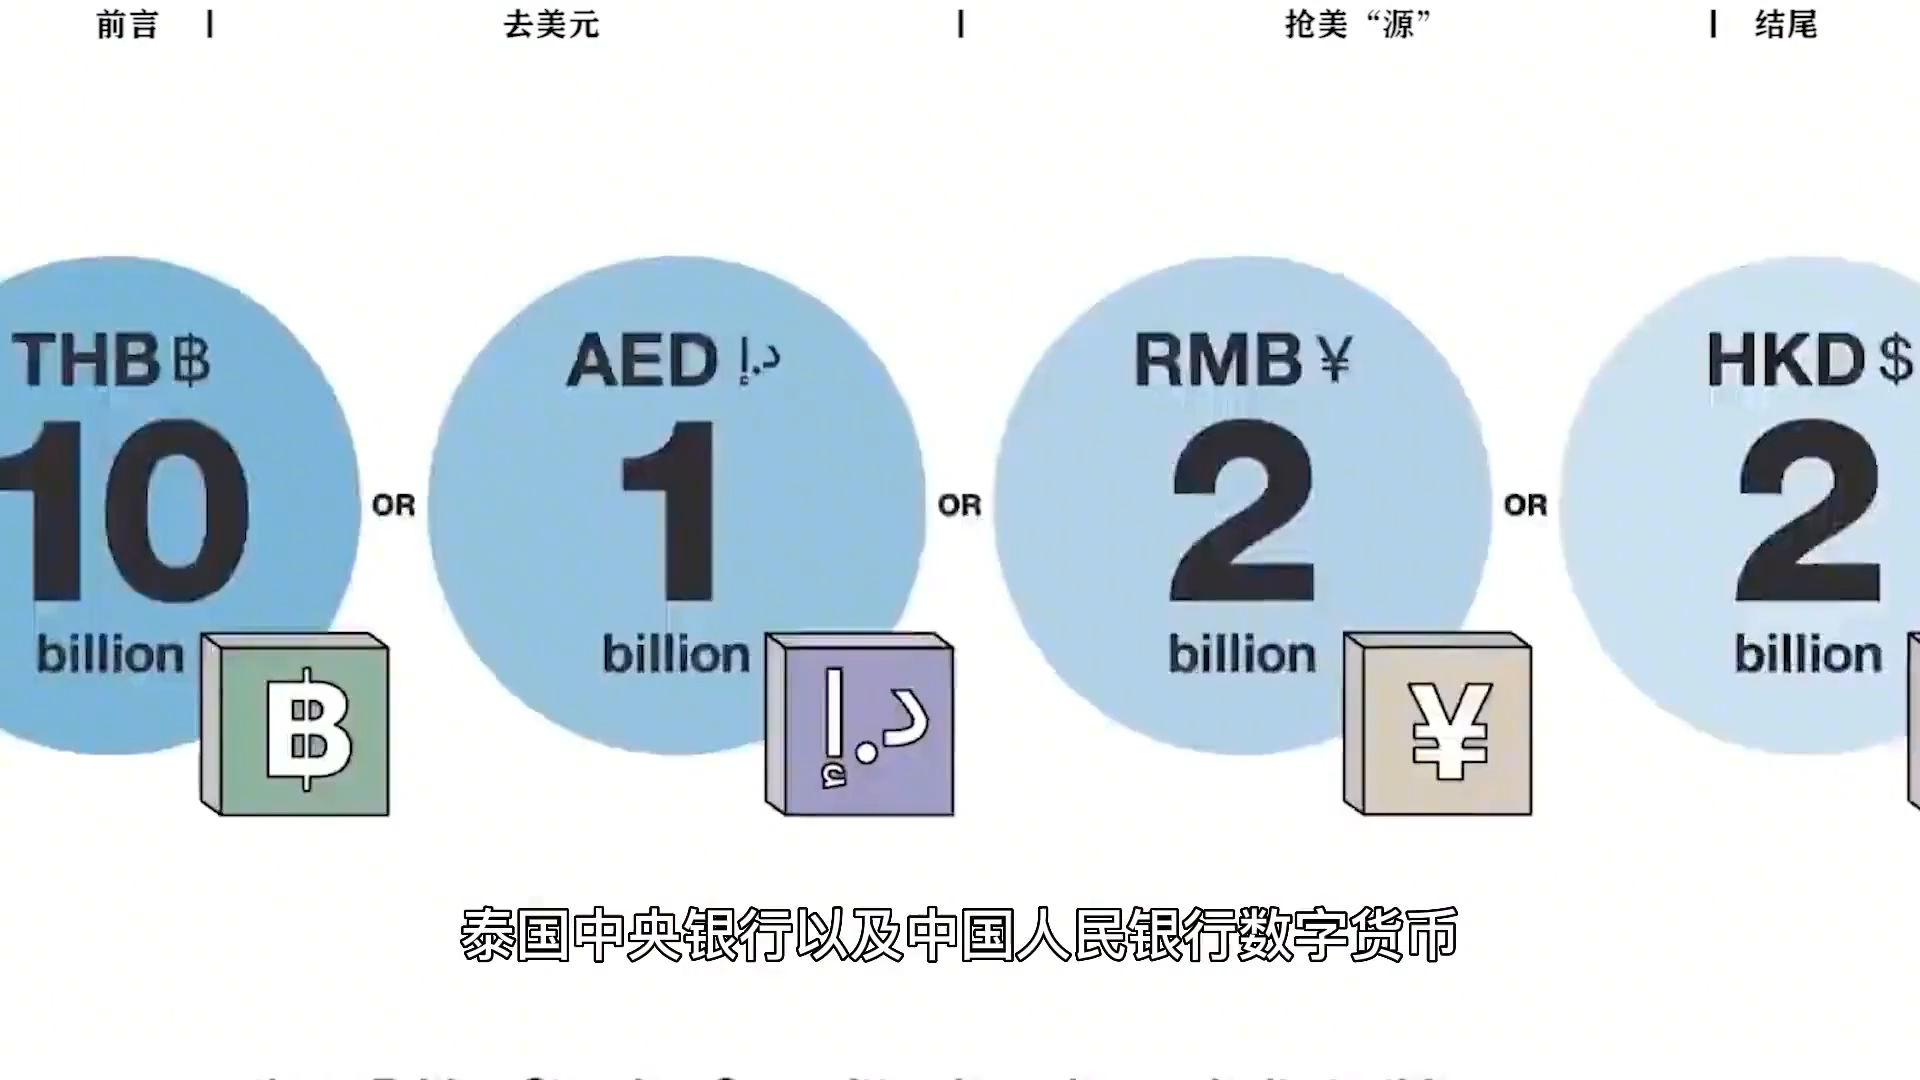 前言 | 去美元 | 抢美“源” | 结尾
THB ฿
10
billion
฿
OR
AED د.إ
1
billion
د.إ
OR
RMB ¥
2
billion
¥
OR
HKD $
2
billion
泰国中央银行以及中国人民银行数字货币